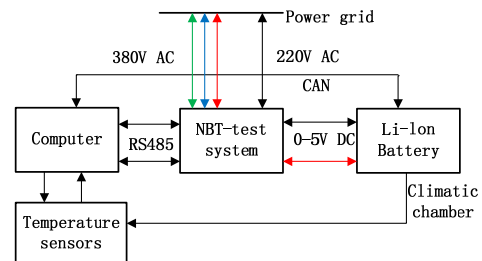 Power grid
380V AC
220V AC
CAN
Computer
RS485
NBT-test
system
0-5V DC
Li-lon
Battery
Climatic
chamber
Temperature
sensors